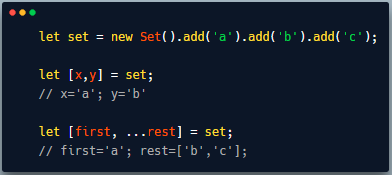 let set = new Set().add('a').add('b').add('c');
let [x,y] = set;
// x='a'; y='b'
let [first, ...rest] = set;
// first='a'; rest=['b','c'];